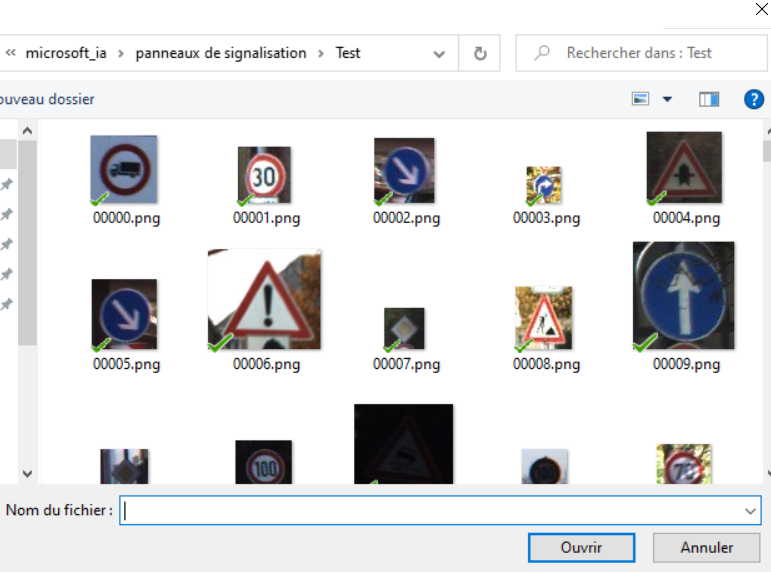 « microsoft_ia › panneaux de signalisation › Test
Rechercher dans : Test
ouveau dossier
?
30
00000.png 00001.png 00002.png 00003.png 00004.png
00005.png 00006.png 00007.png 00008.png 00009.png
100
Nom du fichier :
Ouvrir Annuler